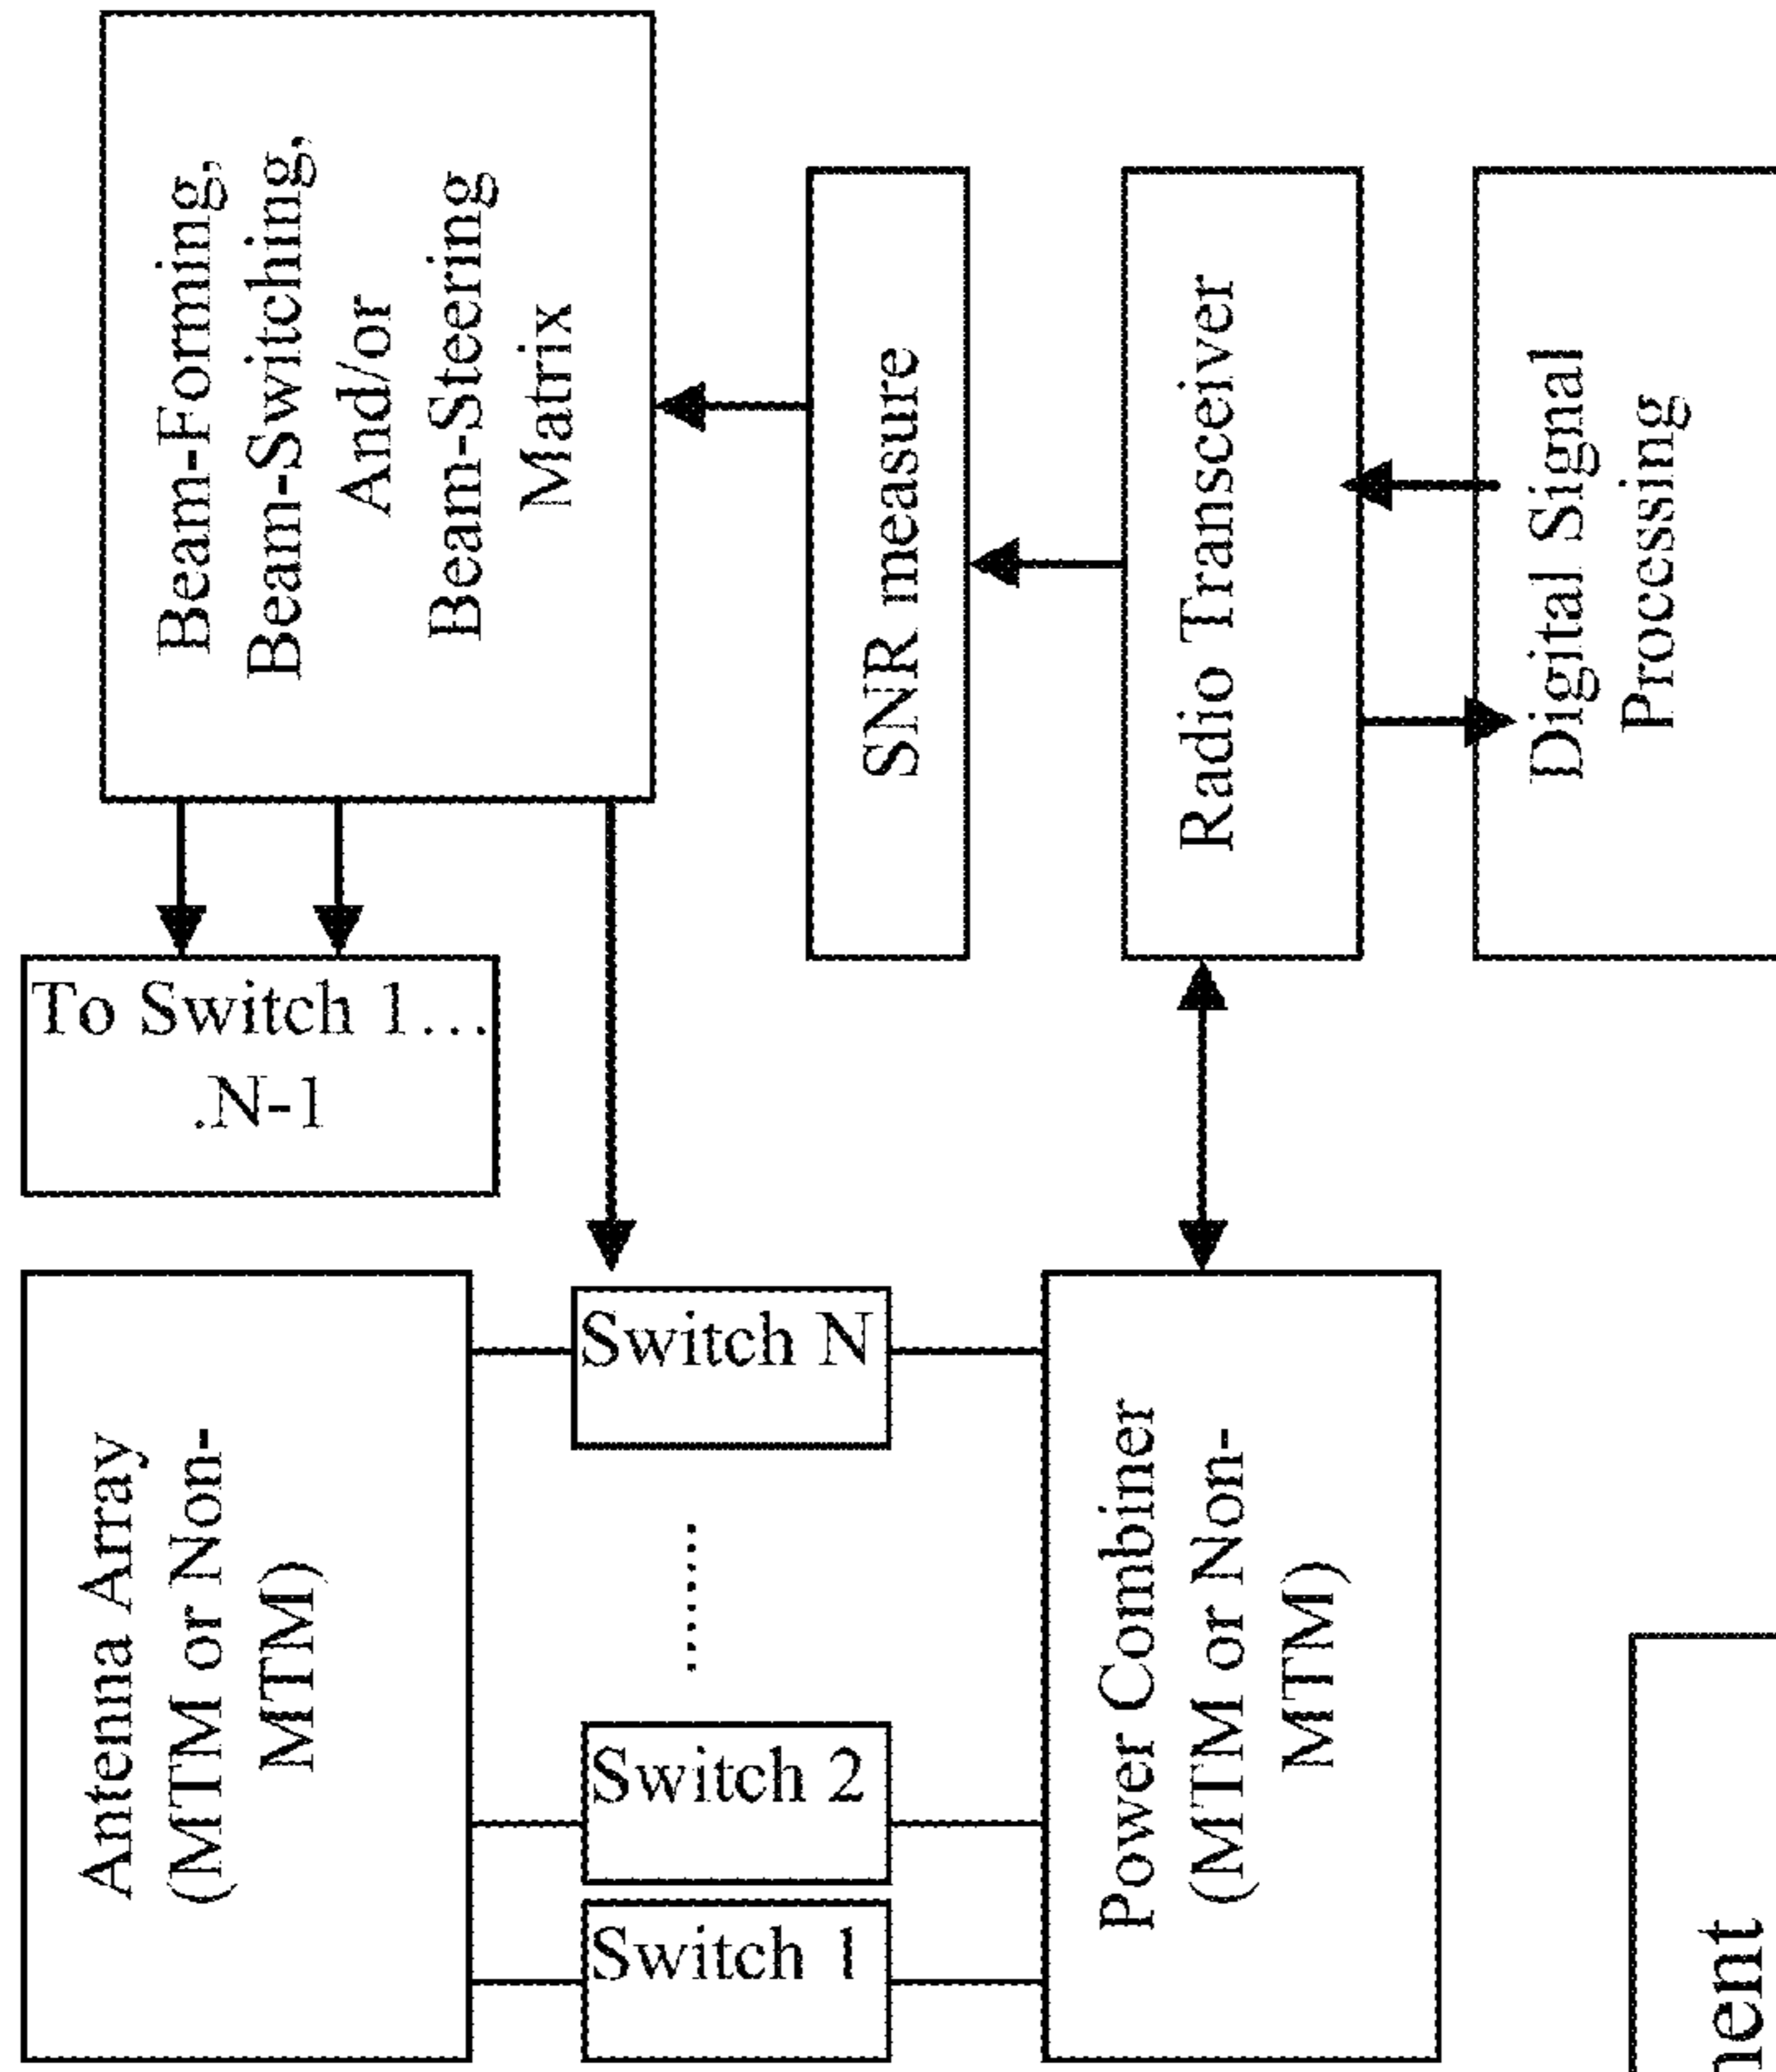 Beam-Forming,
Beam-Switching,
And/or
Beam-Steering
Matrix
To Switch 1...
.N-1
SNR measure
Radio Transceiver
Digital Signal
Processing
Antenna Array
(MTM or Non-
MTM)
Switch N
.......
Switch 2
Switch 1
Power Combiner
(MTM or Non-
MTM)